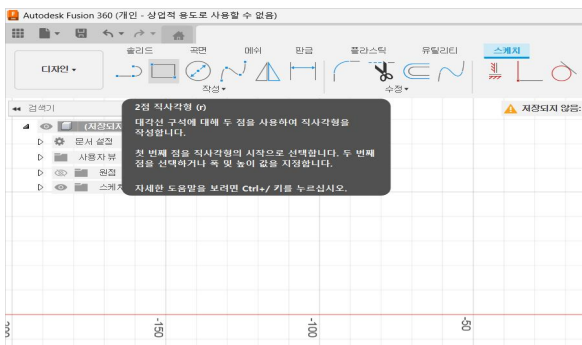 Autodesk Fusion 360 (개인 - 상업적 용도로 사용할 수 없음)
솔리드 곡면 메쉬 판금 플라스틱 유틸리티 스케치
디자인
작성 수정
검색기
저장되지 않음:
(저장되지
문서 설정
사용자 뷰
원점
스케치
2점 직사각형 (r)
대각선 구석에 대해 두 점을 사용하여 직사각형을
작성합니다.
첫 번째 점을 직사각형의 시작으로 선택합니다. 두 번째
점을 선택하거나 폭 및 높이 값을 지정합니다.
자세한 도움말을 보려면 Ctrl+/ 키를 누르십시오.
-150
-100
-50